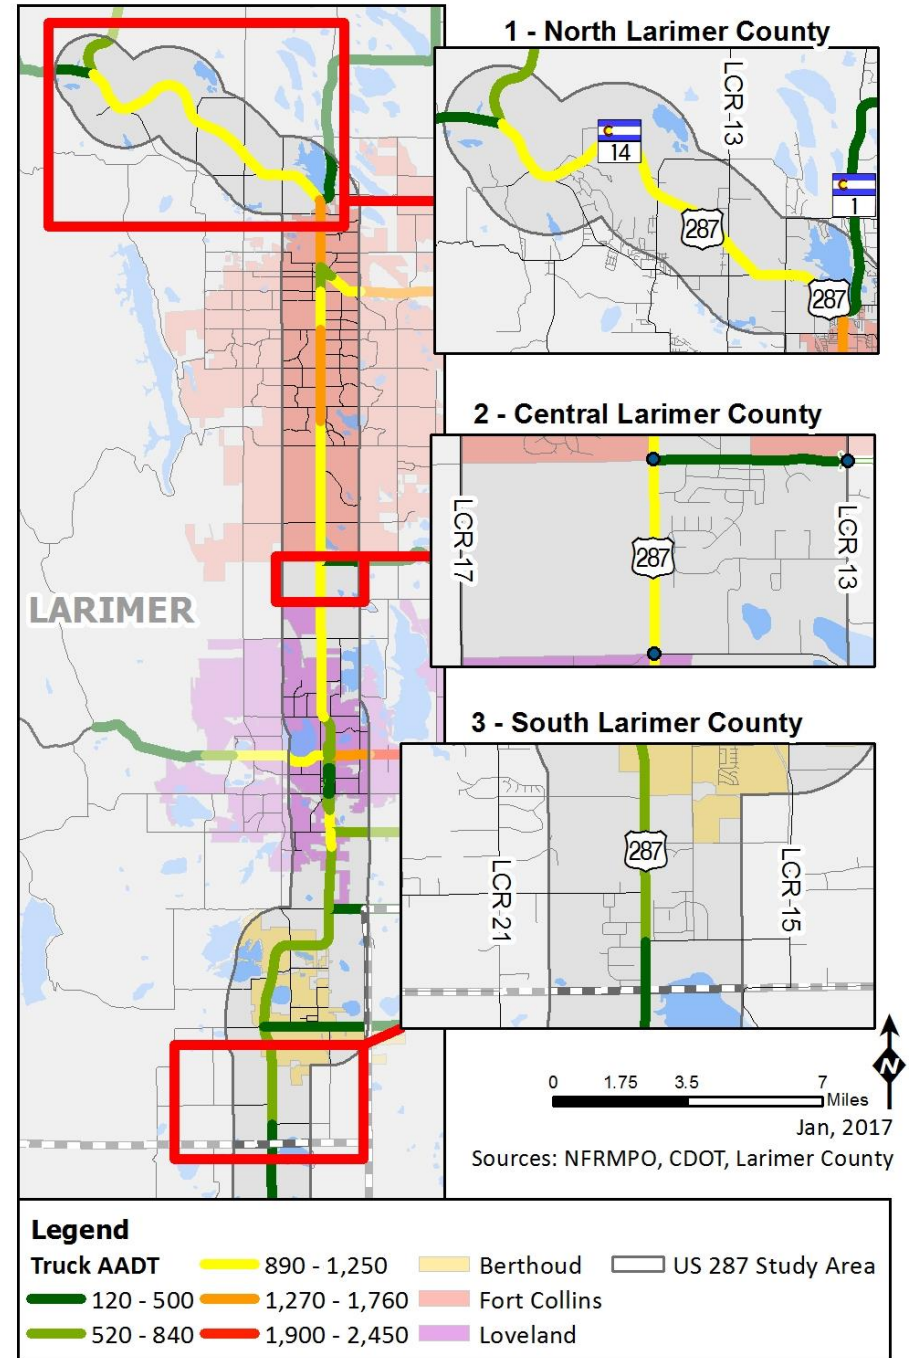 1 - North Larimer County
LCR-13
14
1
287
287
2 - Central Larimer County
LCR-17
287
LCR-13
LARIMER
3 - South Larimer County
287
LCR-21
LCR-15
0 1.75 3.5 7
Miles
N
Jan, 2017
Sources: NFRMPO, CDOT, Larimer County
Legend
Truck AADT
120 - 500
520 - 840
890 - 1,250
1,270 - 1,760
1,900 - 2,450
Berthoud
Fort Collins
Loveland
US 287 Study Area